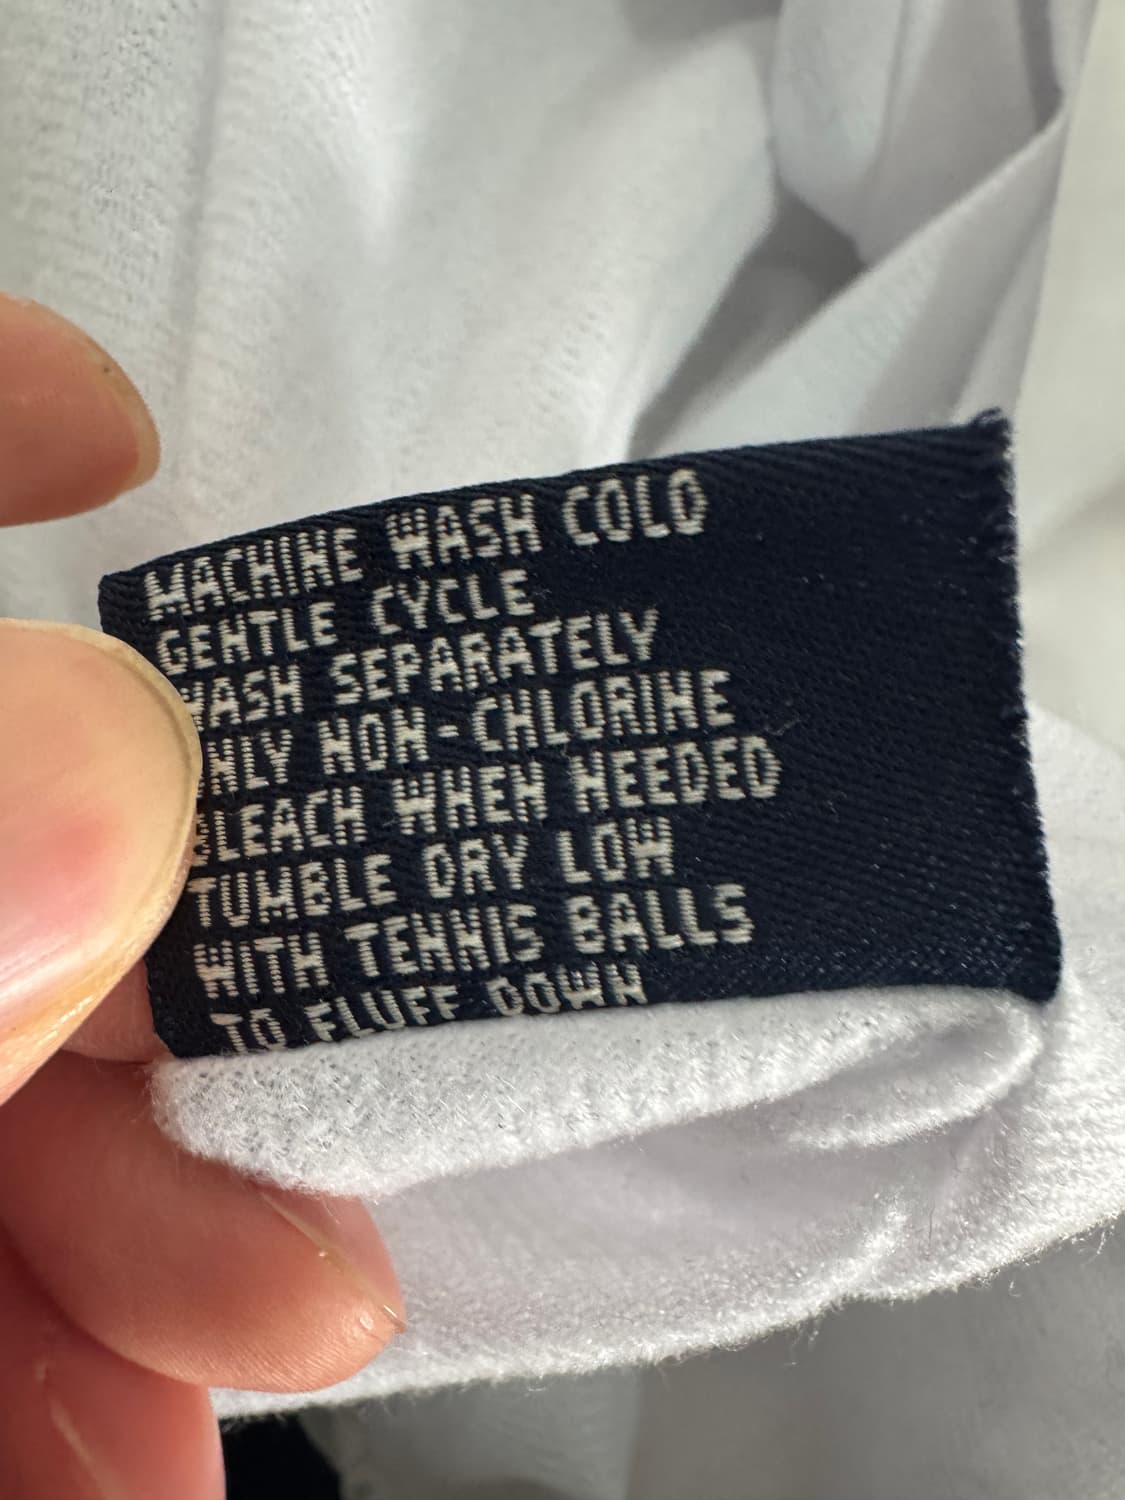 MACHINE WASH COLD
GENTLE CYCLE
WASH SEPARATELY
ONLY NON-CHLORINE
BLEACH WHEN NEEDED
TUMBLE DRY LOW
WITH TENNIS BALLS
TO FLUFF DOWN